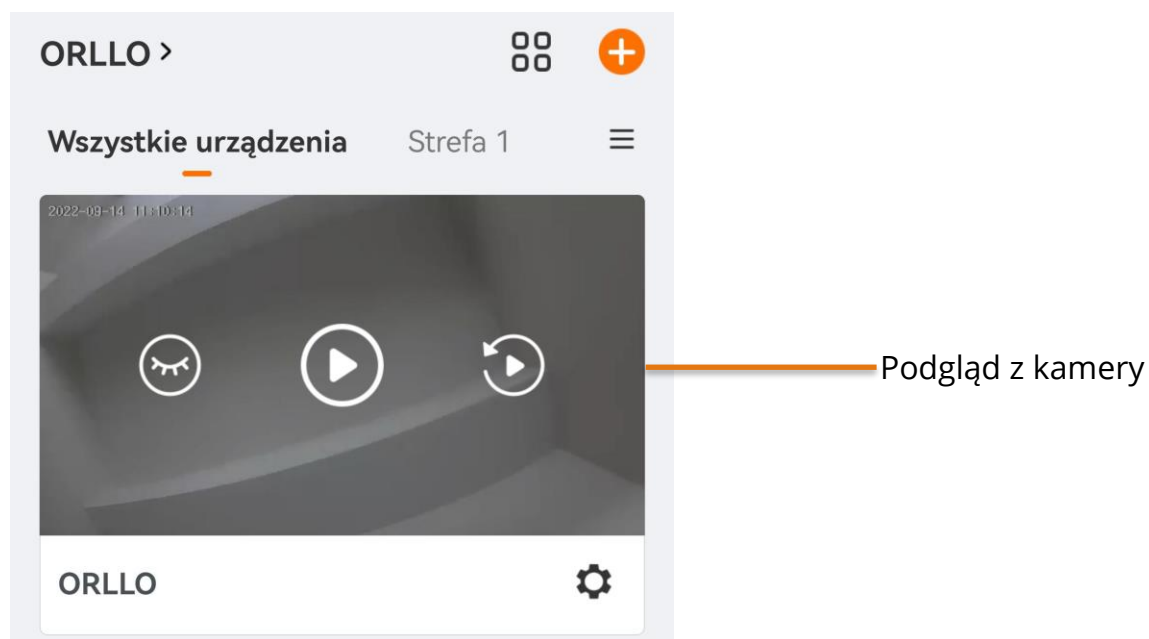 ORLLO >
Wszystkie urządzenia Strefa 1
2022-09-14 11:10:14
Podgląd z kamery
ORLLO